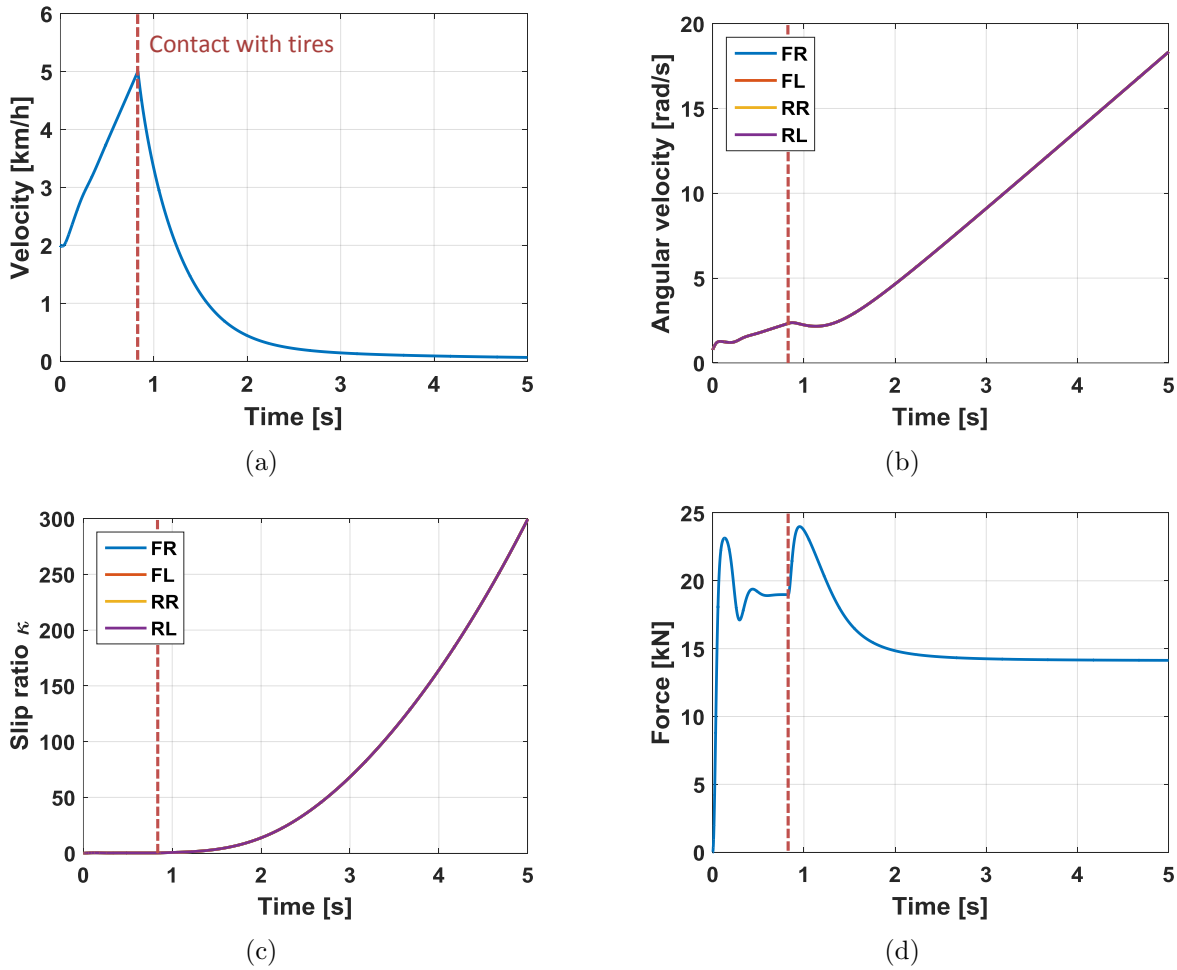 6
5
4
3
2
1
0
Velocity [km/h]
Contact with tires
0 1 2 3 4 5
Time [s]
(a)
20
15
10
5
0
Angular velocity [rad/s]
FR
FL
RR
RL
0 1 2 3 4 5
Time [s]
(b)
300
250
200
150
100
50
0
Slip ratio κ
FR
FL
RR
RL
0 1 2 3 4 5
Time [s]
(c)
25
20
15
10
5
0
Force [kN]
0 1 2 3 4 5
Time [s]
(d)